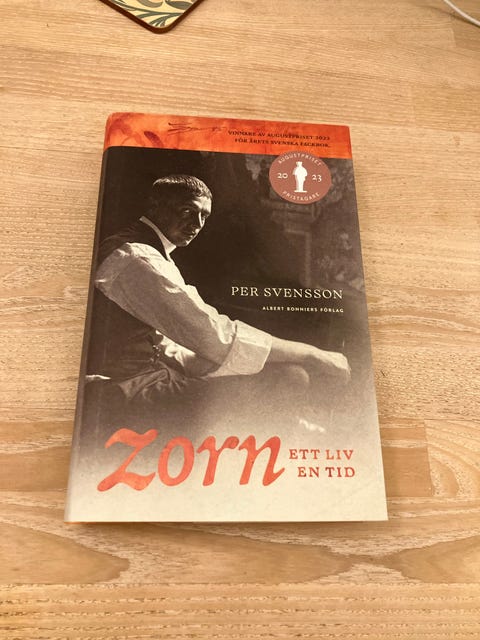 VINNARE AV AUGUSTPRISET 2023
FÖR ÅRETS SVENSKA FACKBOK.
AUGUSTPRISET
20 23
PRISTAGARE
PER SVENSSON
ALBERT BONNIERS FÖRLAG
Zorn
ETT LIV
EN TID